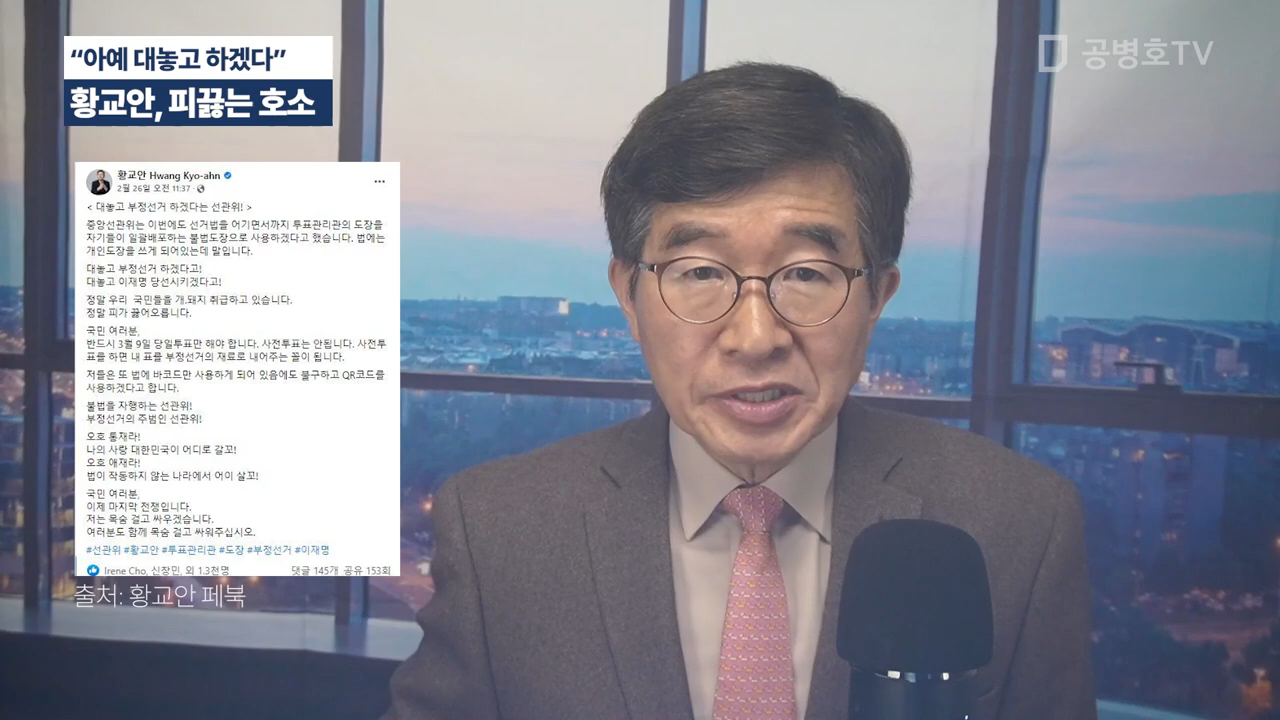 “아예 대놓고 하겠다”
황교안, 피끓는 호소
공병호TV
황교안 Hwang Kyo-ahn
2월 26일 오전 11:37 ·
< 대놓고 부정선거 하겠다는 선관위! >
중앙선관위는 이번에도 선거법을 어기면서까지 투표관리관의 도장을
자기들이 일괄배포하는 불법도장으로 사용하겠다고 했습니다. 법에는
개인도장을 쓰게 되어있는데 말입니다.
대놓고 부정선거 하겠다고!
대놓고 이재명 당선시키겠다고!
정말 우리 국민들을 개.돼지 취급하고 있습니다.
정말 피가 끓어오릅니다.
국민 여러분,
반드시 3월 9일 당일투표만 해야 합니다. 사전투표는 안됩니다. 사전투
표를 하면 내 표를 부정선거의 재료로 내어주는 꼴이 됩니다.
저들은 또 법에 바코드만 사용하게 되어 있음에도 불구하고 QR코드를
사용하겠다고 합니다.
불법을 자행하는 선관위!
부정선거의 주범인 선관위!
오호 통재라!
나의 사랑 대한민국이 어디로 갈꼬!
오호 애재라!
법이 작동하지 않는 나라에서 어이 살꼬!
국민 여러분,
이제 마지막 전쟁입니다.
저는 목숨 걸고 싸우겠습니다.
여러분도 함께 목숨 걸고 싸워주십시오.
#선관위 #황교안 #투표관리관 #도장 #부정선거 #이재명
Irene Cho, 신창민, 외 1.3천명 댓글 145개 공유 153회
출처: 황교안 페북